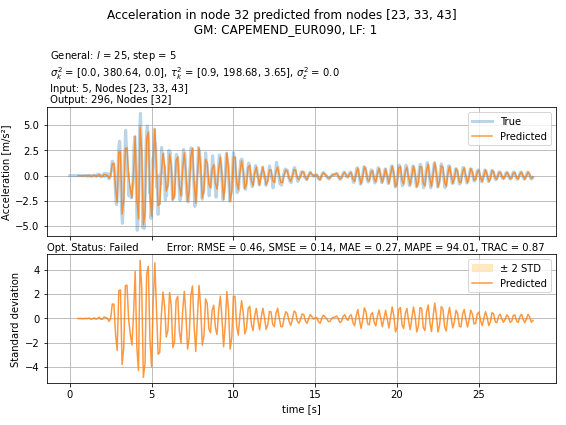 Acceleration in node 32 predicted from nodes [23, 33, 43]
GM: CAPEMEND_EUR090, LF: 1
General: l = 25, step = 5
σ²ₖ = [0.0, 380.64, 0.0], τ²ₖ = [0.9, 198.68, 3.65], σ²ε = 0.0
Input: 5, Nodes [23, 33, 43]
Output: 296, Nodes [32]
Acceleration [m/s²]
5.0
2.5
0.0
−2.5
−5.0
True
Predicted
Opt. Status: Failed Error: RMSE = 0.46, SMSE = 0.14, MAE = 0.27, MAPE = 94.01, TRAC = 0.87
Standard deviation
4
2
0
−2
−4
± 2 STD
Predicted
0 5 10 15 20 25
time [s]